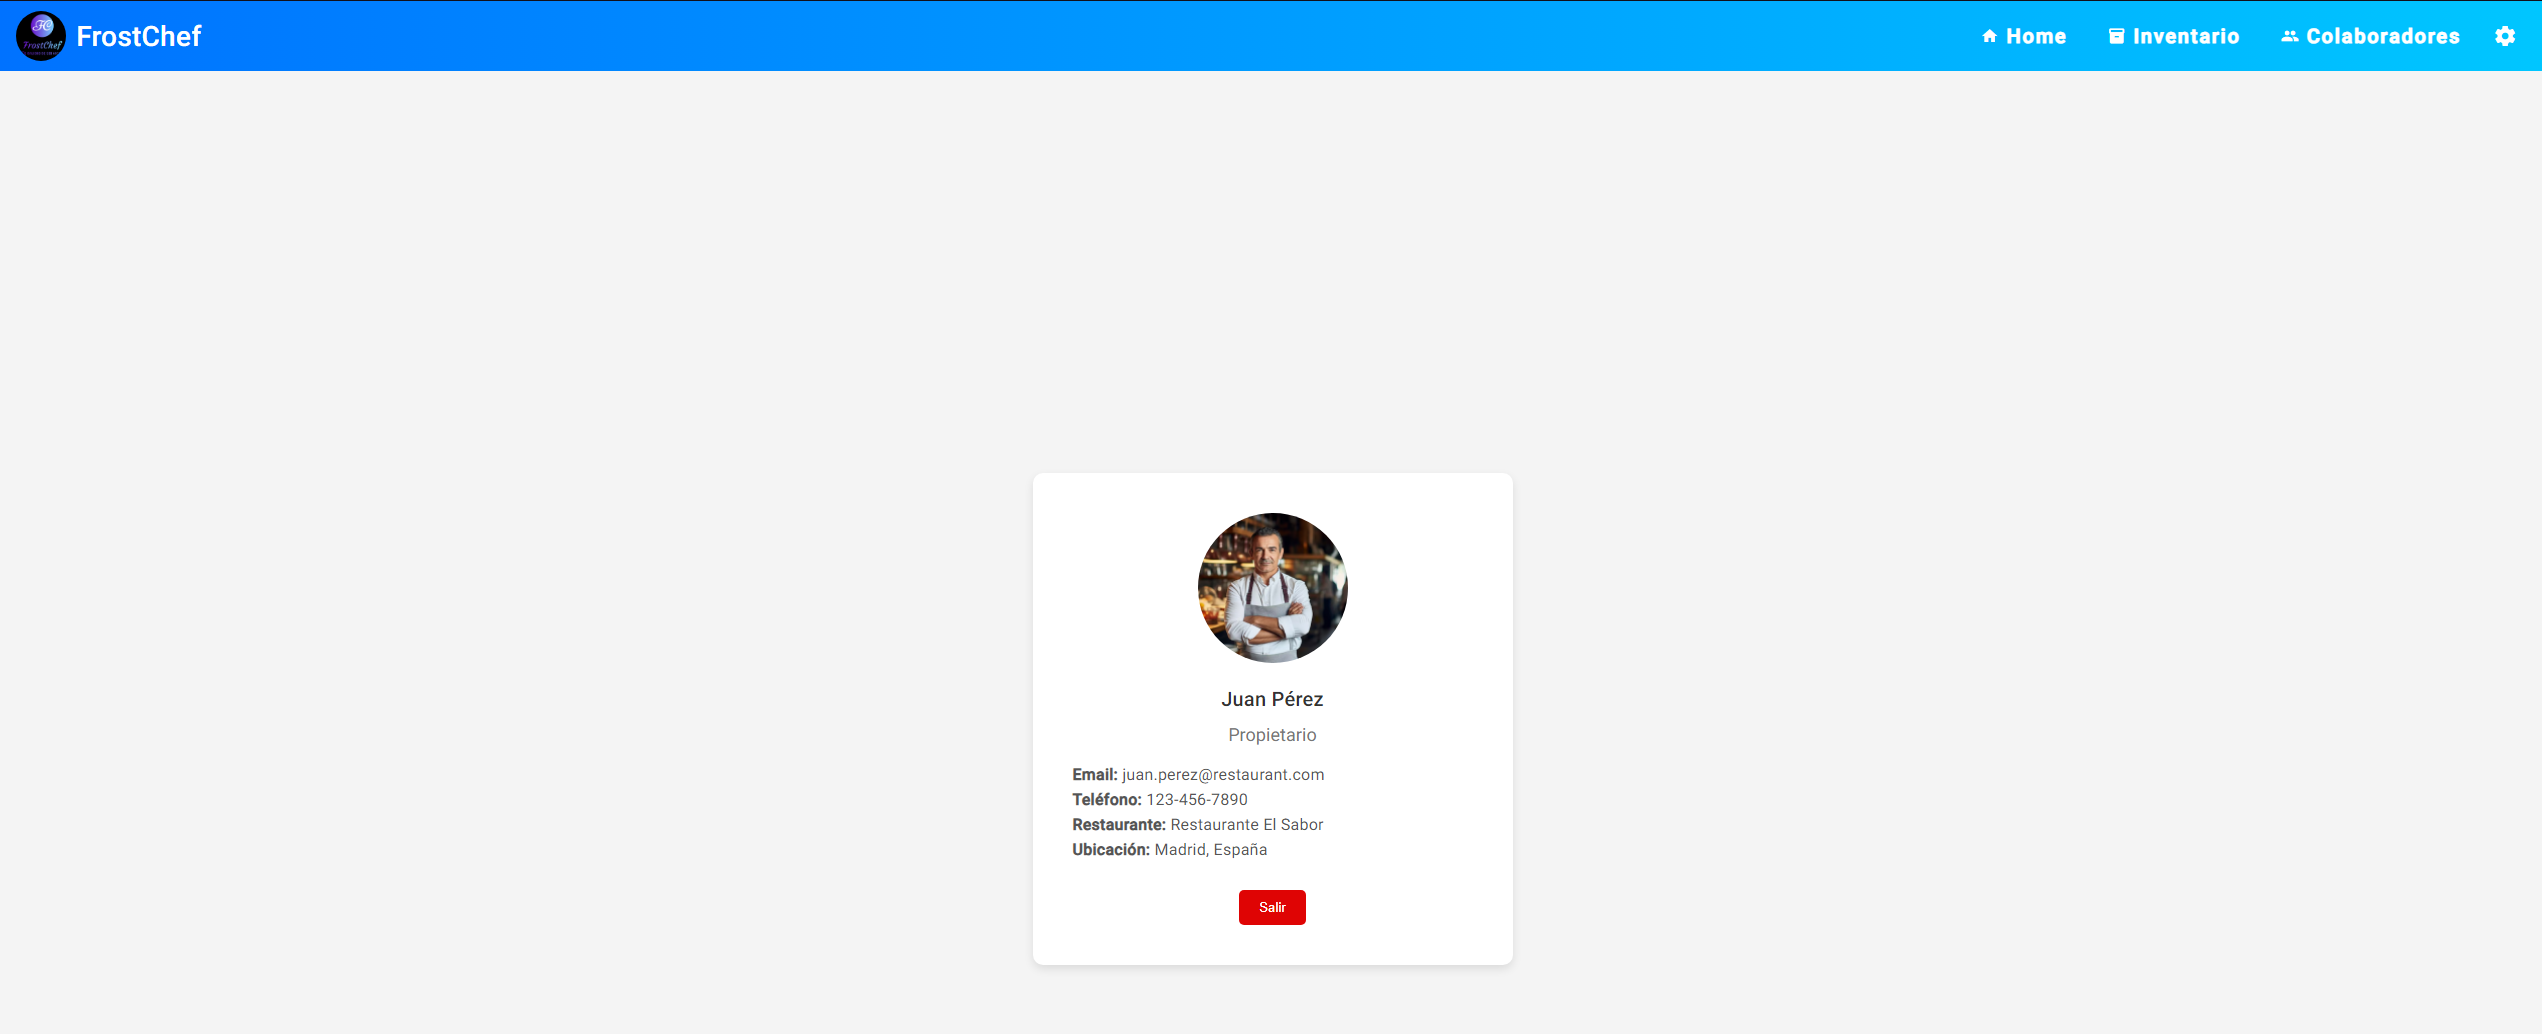 FrostChef
FrostChef
Home
Inventario
Colaboradores
Juan Pérez
Propietario
Email: juan.perez@restaurant.com
Teléfono: 123-456-7890
Restaurante: Restaurante El Sabor
Ubicación: Madrid, España
Salir